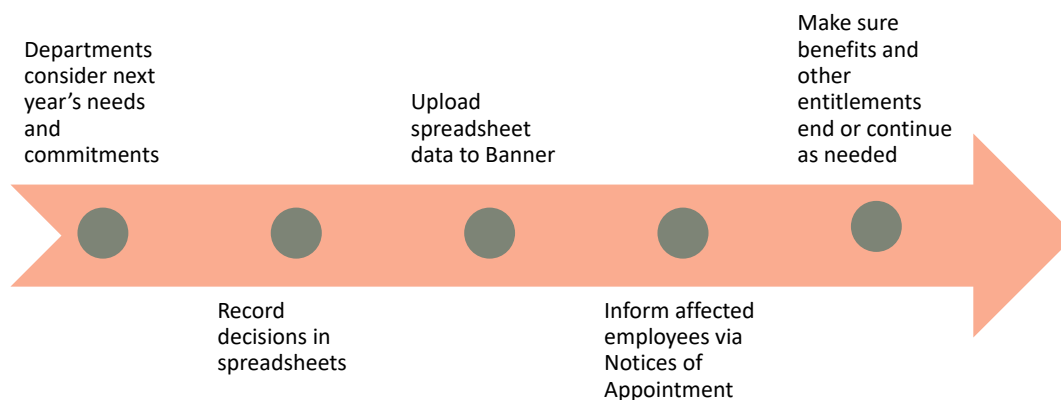 Departments
consider next
year’s needs
and
commitments
Record
decisions in
spreadsheets
Upload
spreadsheet
data to Banner
Inform affected
employees via
Notices of
Appointment
Make sure
benefits and
other
entitlements
end or continue
as needed